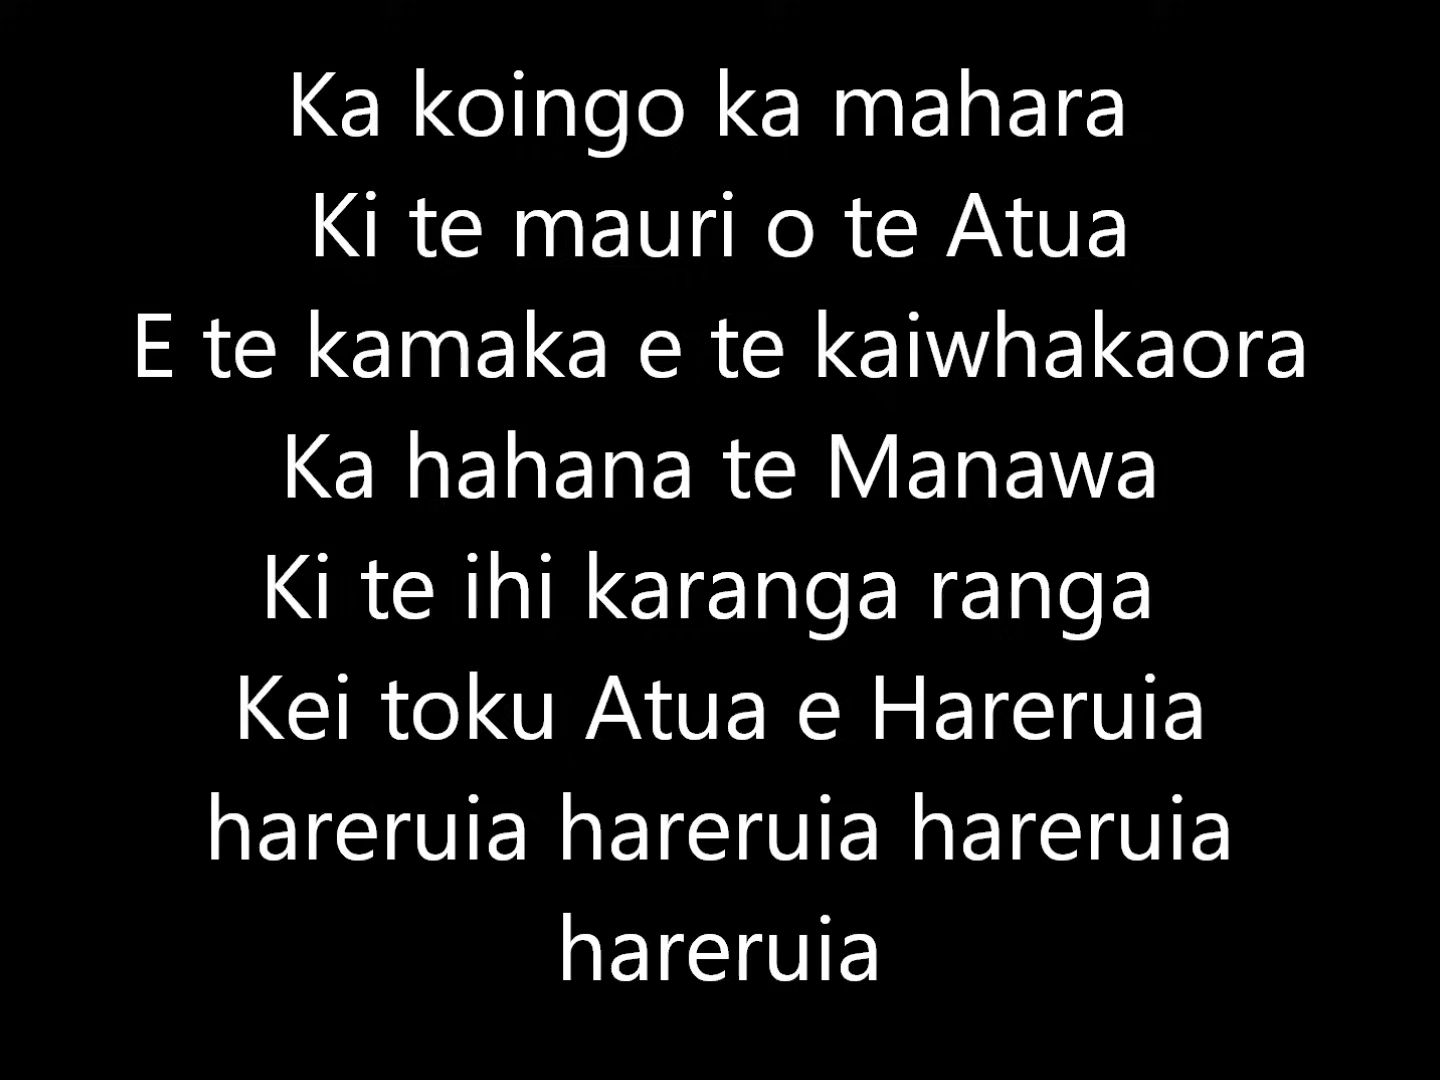 Ka koingo ka mahara
Ki te mauri o te Atua
E te kamaka e te kaiwhakaora
Ka hahana te Manawa
Ki te ihi karanga ranga
Kei toku Atua e Hareruia
hareruia hareruia hareruia
hareruia